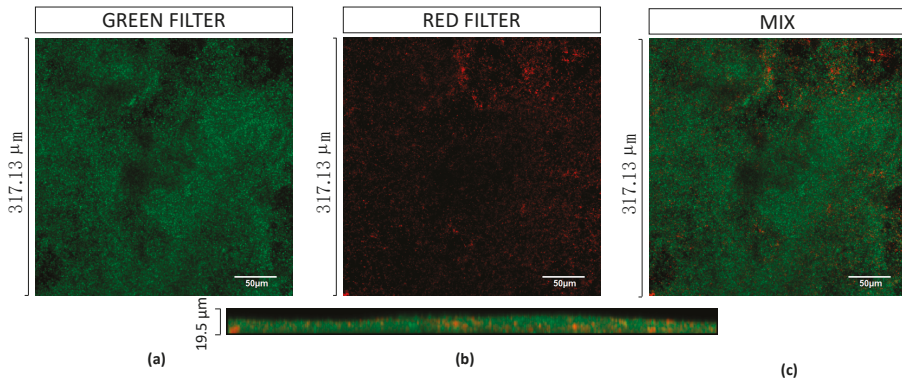 GREEN FILTER
RED FILTER
MIX
317.13 µm
317.13 µm
317.13 µm
50µm
50µm
50µm
19.5 µm
(a)
(b)
(c)